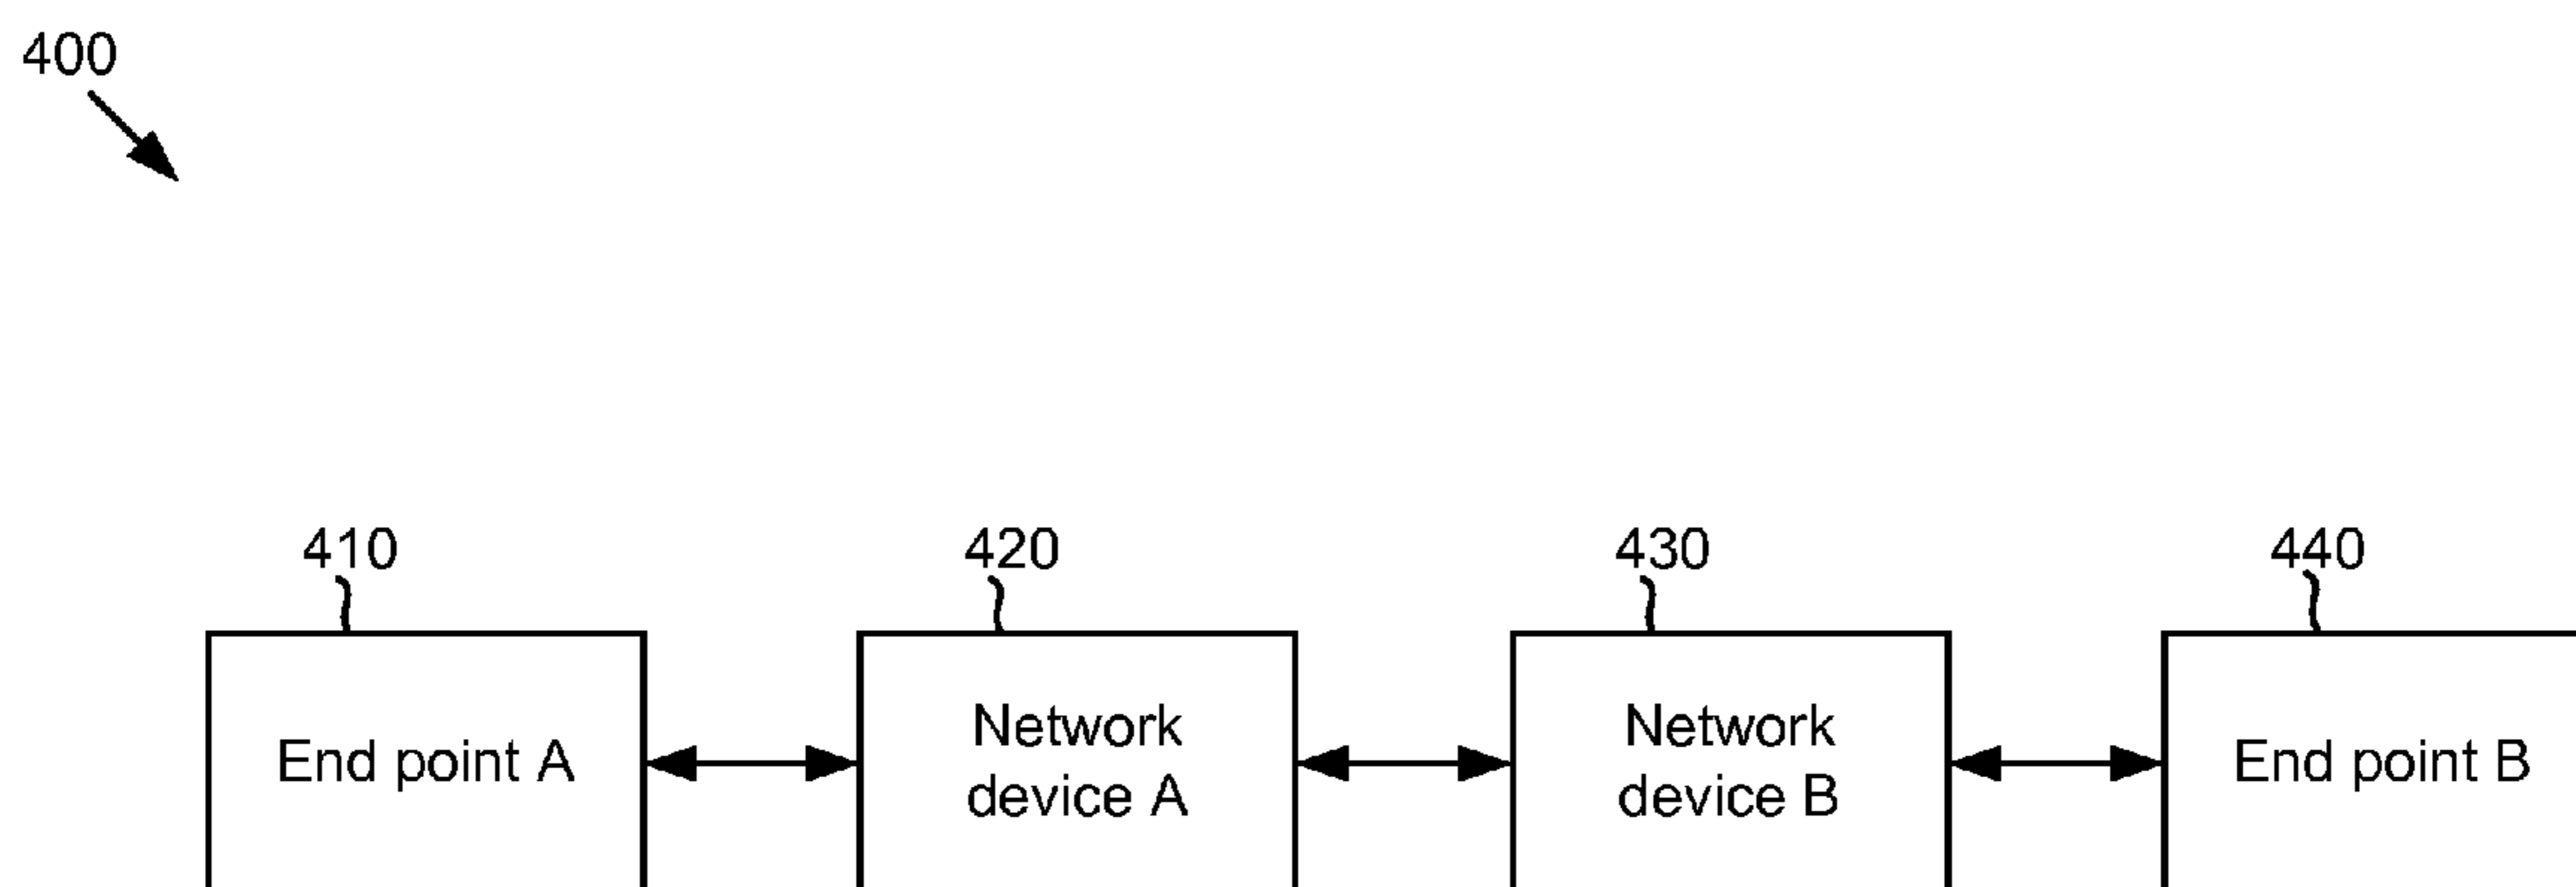 400
410
420
430
440
End point A
Network
device A
Network
device B
End point B